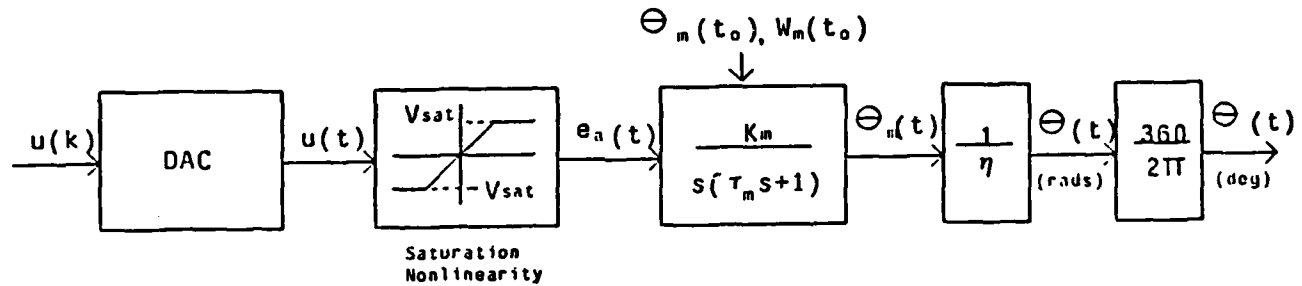 Θm(to), Wm(to)
u(k)
DAC
u(t)
Vsat
-Vsat
ea(t)
Km
s(τms+1)
Θm(t)
1
η
Θ(t)
(rads)
360
2Π
Θ(t)
(deg)
Saturation
Nonlinearity